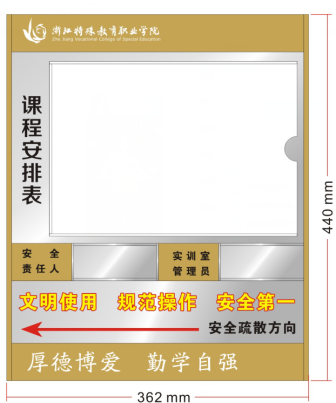 浙江特殊教育职业学院
Zhe Jiang Vocational College of Special Education
课程安排表
安 全
责任人
实训室
管理员
文明使用 规范操作 安全第一
安全疏散方向
厚德博爱 勤学自强
440 mm
362 mm